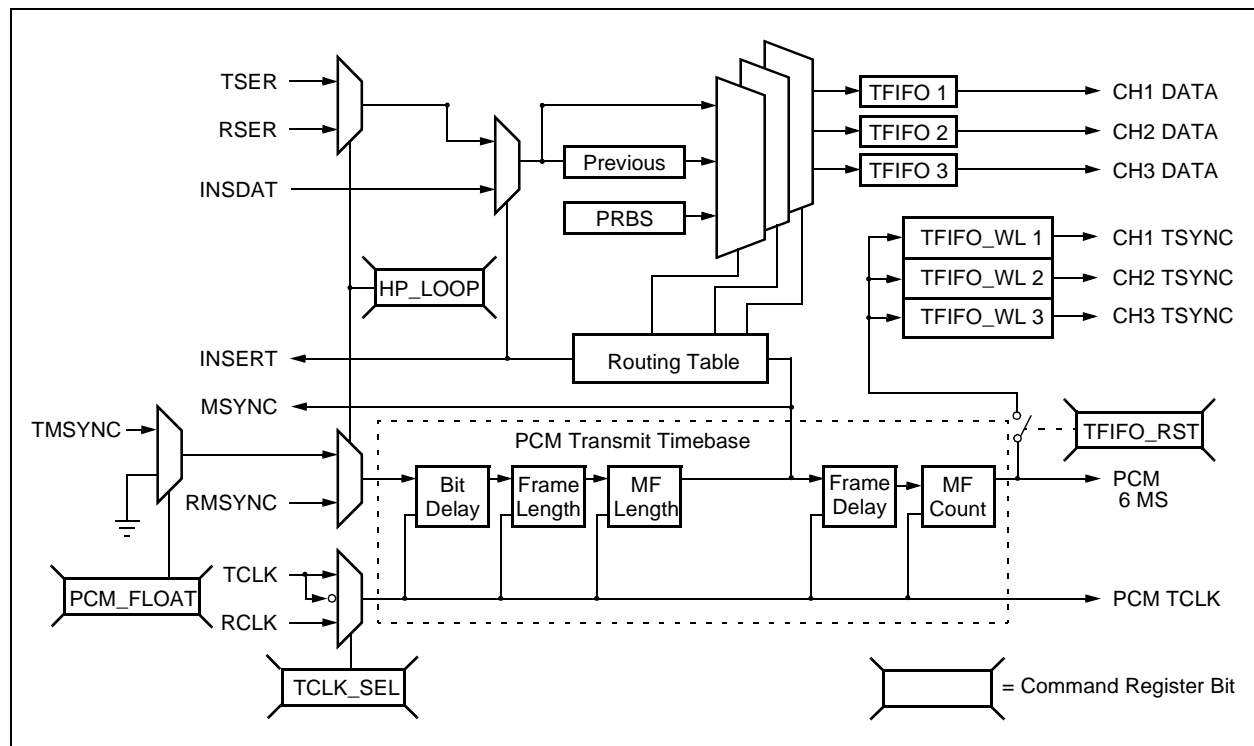 TSER
RSER
INSDAT
Previous
PRBS
TFIFO 1
TFIFO 2
TFIFO 3
CH1 DATA
CH2 DATA
CH3 DATA
TFIFO_WL 1
TFIFO_WL 2
TFIFO_WL 3
CH1 TSYNC
CH2 TSYNC
CH3 TSYNC
HP_LOOP
INSERT
Routing Table
MSYNC
TMSYNC
RMSYNC
PCM Transmit Timebase
TFIFO_RST
Bit
Delay
Frame
Length
MF
Length
Frame
Delay
MF
Count
PCM
6 MS
PCM_FLOAT
TCLK
RCLK
PCM TCLK
TCLK_SEL
= Command Register Bit